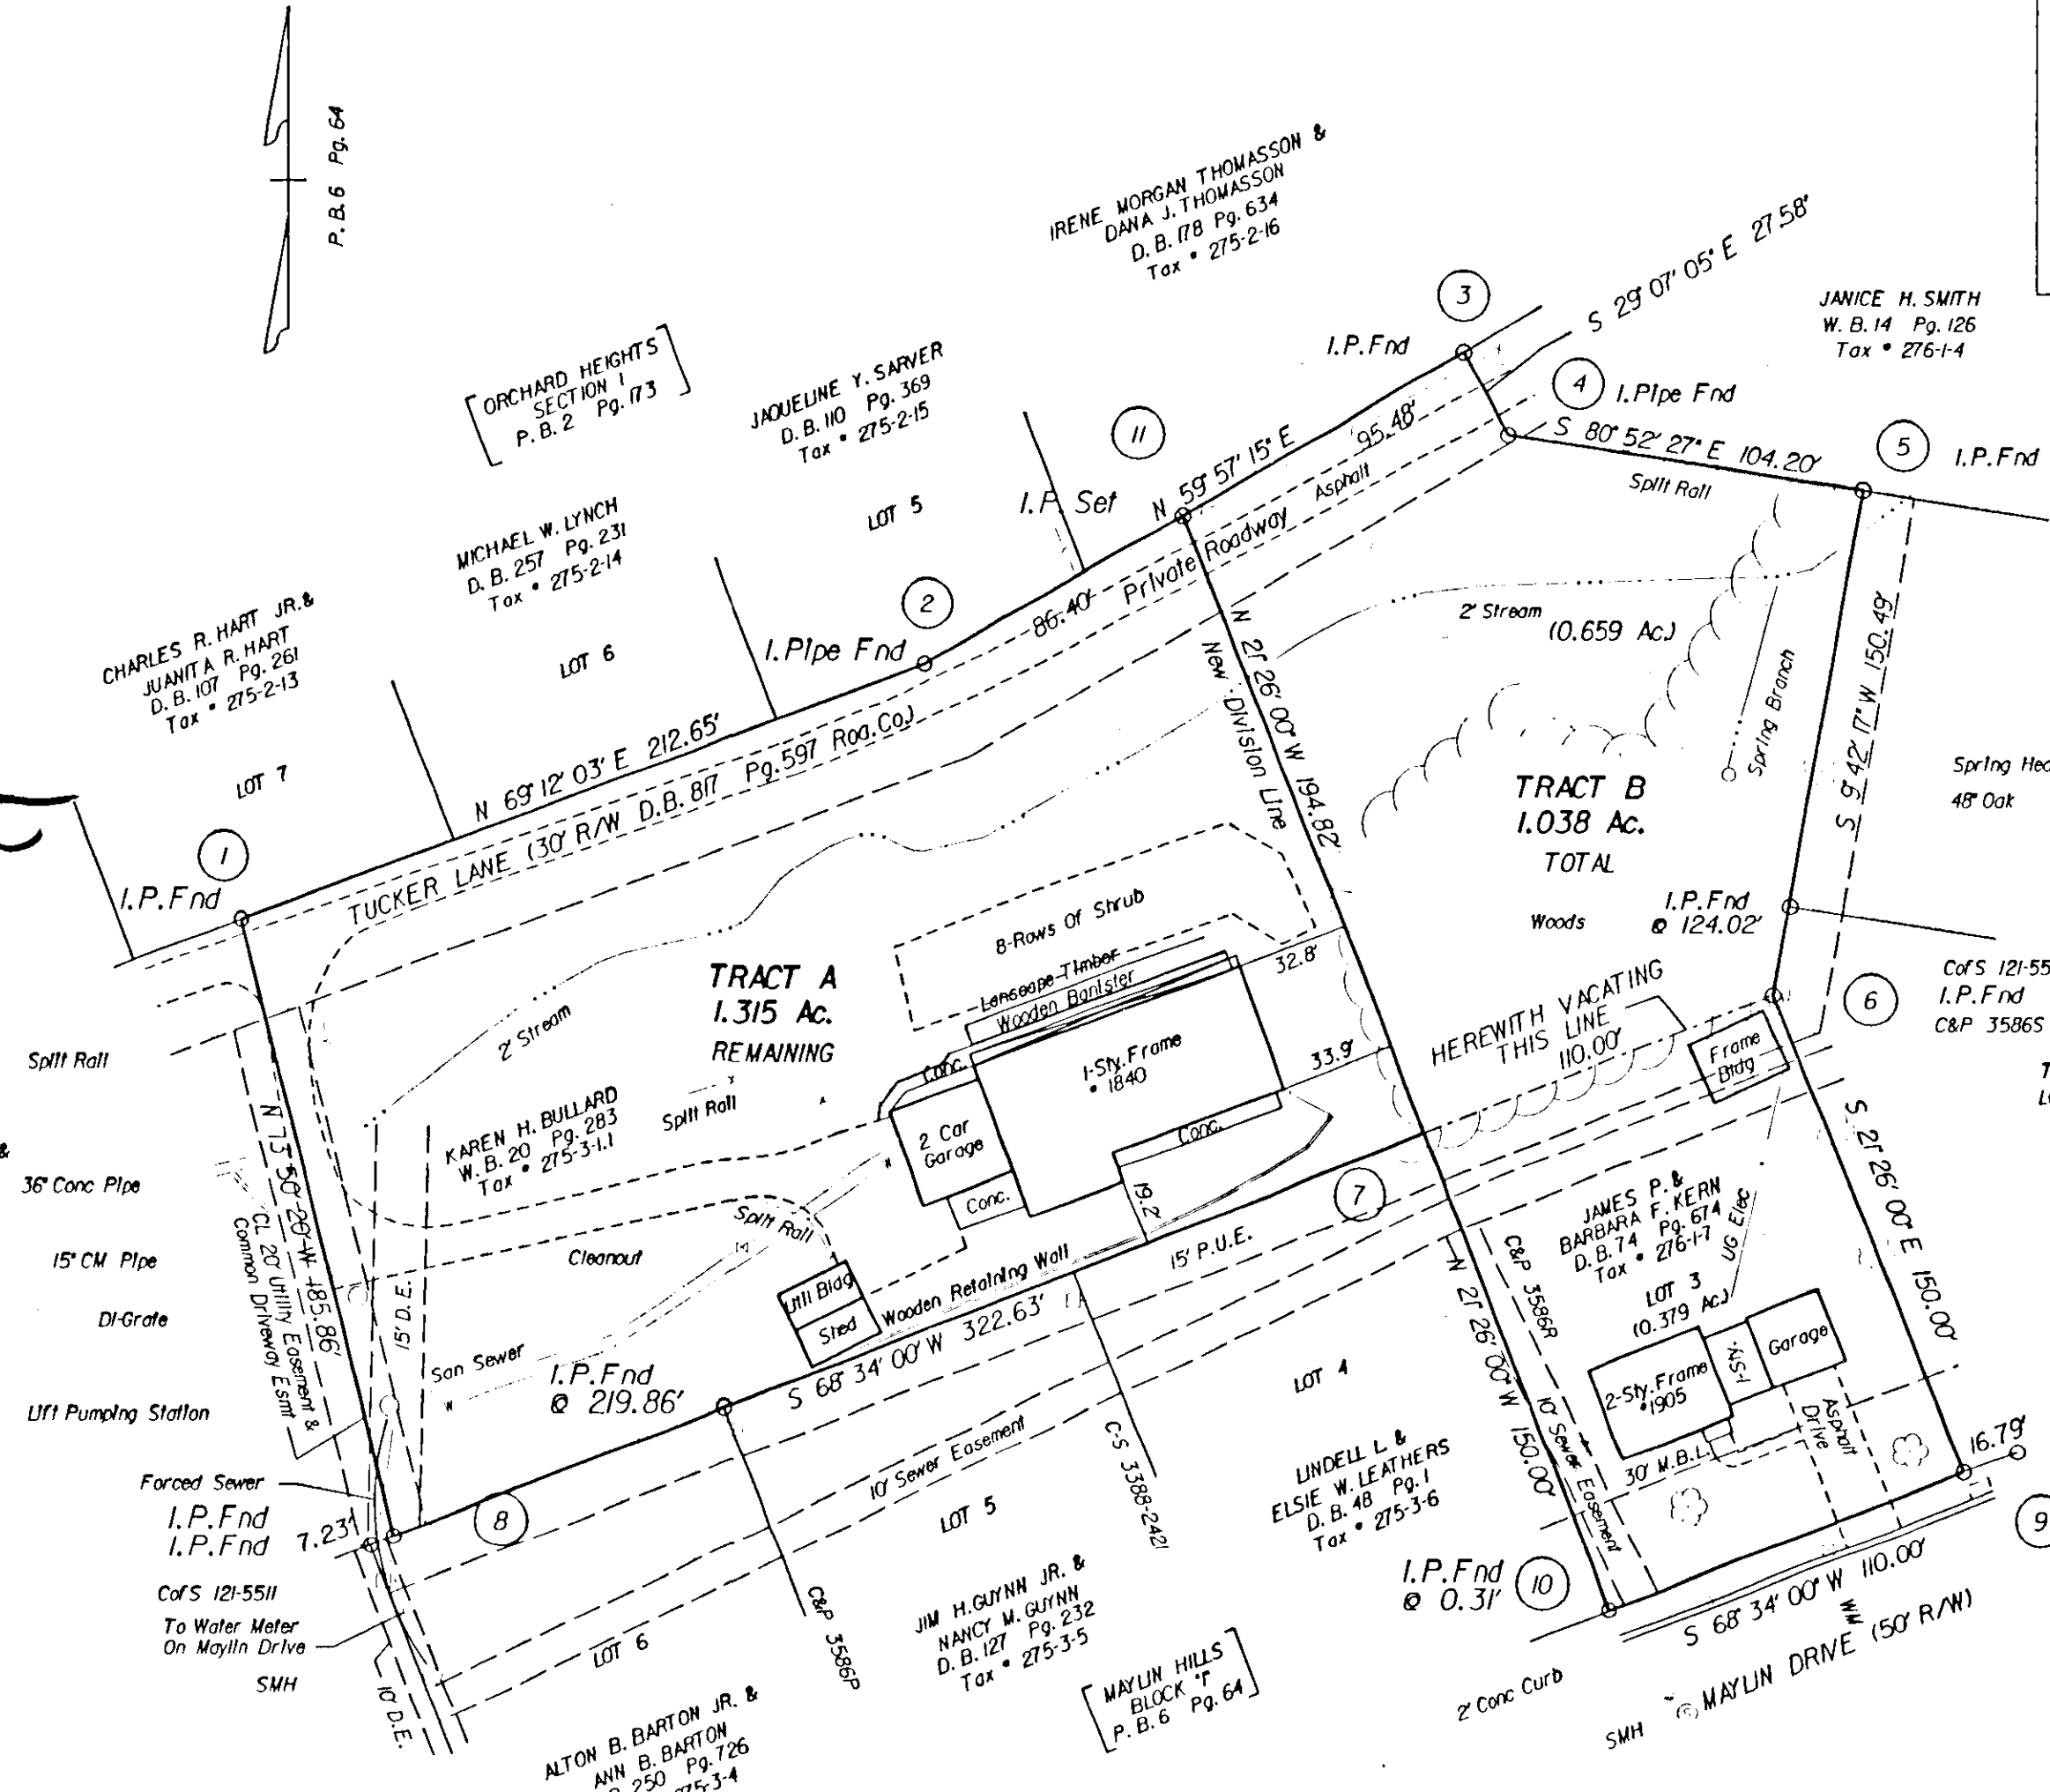 P.B.6 Pg.64
IRENE MORGAN THOMASSON &
DANA J. THOMASSON
D.B.178 Pg.634
Tax * 275-2-16
S 29°07'05" E 27.58'
JANICE H. SMITH
W.B.14 Pg.126
Tax * 276-1-4
3
I.P.Fnd
4
I.Pipe Fnd
S 80°52'27" E 104.20'
Split Rail
5
I.P.Fnd
ORCHARD HEIGHTS
SECTION 1
P.B.2 Pg.173
JAQUELINE Y. SARVER
D.B.110 Pg.369
Tax * 275-2-15
LOT 5
11
I.P. Set
N 59°57'15" E
95.48'
Asphalt
Private Roadway
86.40'
MICHAEL W. LYNCH
D.B.257 Pg.231
Tax * 275-2-14
LOT 6
2
I.Pipe Fnd
CHARLES R. HART JR.&
JUANITA R. HART
D.B.107 Pg.261
Tax * 275-2-13
LOT 7
N 69°12'03" E 212.65'
TUCKER LANE (30' R/W D.B.817 Pg.597 Roa.Co.)
1
I.P.Fnd
2' Stream
(0.659 Ac.)
N 21°26'00" W 194.82'
New Division Line
Spring Branch
S 9°42'17" W 150.49'
Spring Hea
48" Oak
TRACT B
1.038 Ac.
TOTAL
Woods
I.P.Fnd
@ 124.02'
CofS 121-55
I.P.Fnd
C&P 3586S
6
HEREWITH VACATING
THIS LINE
110.00'
Frame
Bldg
8-Rows Of Shrub
Lanscape Timber
Wooden Banister
32.8'
TRACT A
1.315 Ac.
REMAINING
2' Stream
KAREN H. BULLARD
W.B.20 Pg.283
Tax * 275-3-1.1
Split Rail
Conc.
1-Sty.Frame
* 1840
33.9'
2 Car
Garage
Conc.
Conc.
19.2'
7
Split Rail
36" Conc Pipe
15" CM Pipe
DI-Grate
Lift Pumping Station
N 13°50'20" W 185.86'
CL 20' Utility Easement &
Common Driveway Esmt
15' D.E.
Cleanout
Split Rail
Util Bldg
Shed
Wooden Retaining Wall
15' P.U.E.
San Sewer
I.P.Fnd
@ 219.86'
S 68°34'00" W 322.63'
8
Forced Sewer
I.P.Fnd
I.P.Fnd
7.23'
CofS 121-5511
To Water Meter
On Maylin Drive
SMH
10' D.E.
10' Sewer Easement
C-S 3388-2421
LOT 4
LOT 5
LOT 6
C&P 3586P
C&P 3586R
N 21°26'00" W 150.00'
10' Sewer Easement
JAMES P. &
BARBARA F. KERN
D.B.74 Pg.674
Tax * 276-1-7
UG Elec
LOT 3
(0.379 Ac.)
2-Sty.Frame
*1905
1-Sty.
Garage
Asphalt
Drive
30' M.B.L.
S 21°26'00" E 150.00'
16.79'
9
LINDELL L &
ELSIE W. LEATHERS
D.B.48 Pg.1
Tax * 275-3-6
I.P.Fnd
@ 0.31'
10
S 68°34'00" W 110.00'
WM
MAYLIN DRIVE (50' R/W)
2' Conc Curb
SMH
JIM H.GUYNN JR. &
NANCY M. GUYNN
D.B.127 Pg.232
Tax * 275-3-5
MAYLIN HILLS
BLOCK "1"
P.B.6 Pg.64
ALTON B. BARTON JR. &
ANN B. BARTON
250 Pg.726
75-3-4